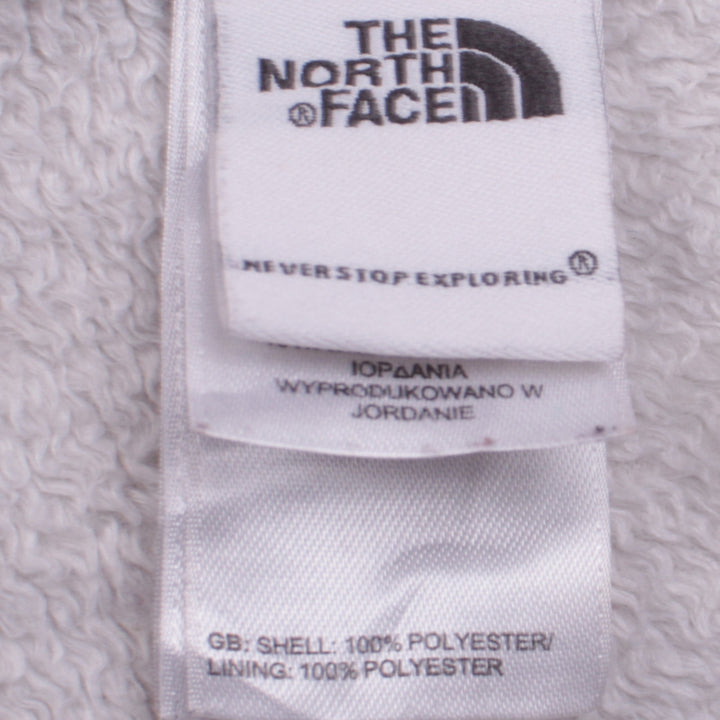 THE
NORTH
®FACE
NEVER STOP EXPLORING®
ΙΟΡΔΑΝΙΑ
WYPRODUKOWANO W
JORDANIE
GB: SHELL: 100% POLYESTER/
LINING: 100% POLYESTER